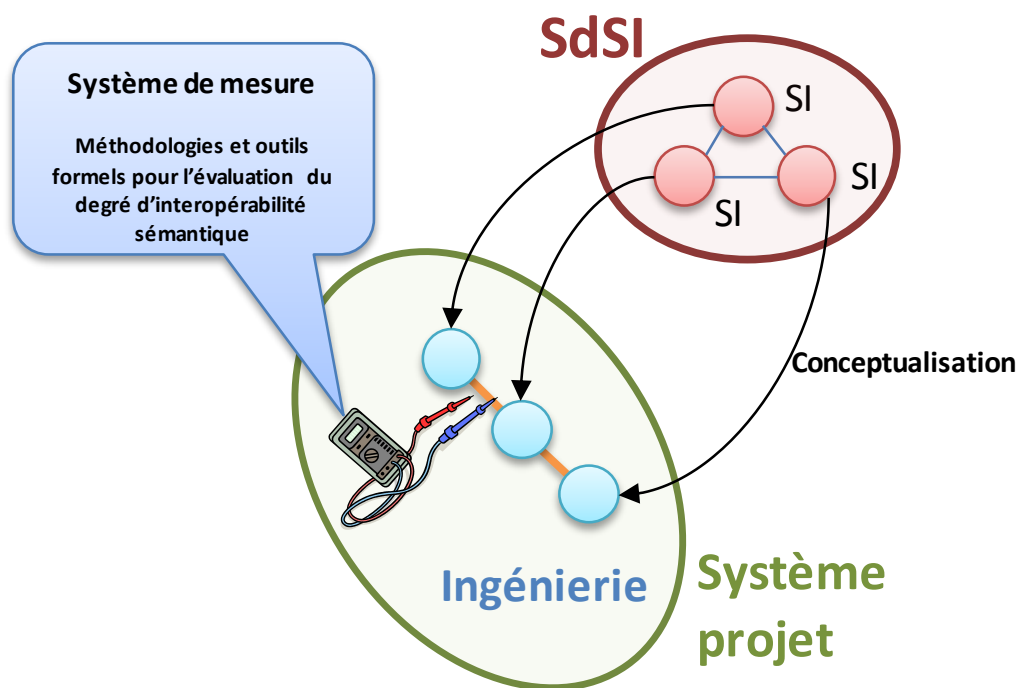 SdSI
SI
SI
SI
Système de mesure
Méthodologies et outils
formels pour l’évaluation du
degré d’interopérabilité
sémantique
Conceptualisation
Ingénierie
Système
projet